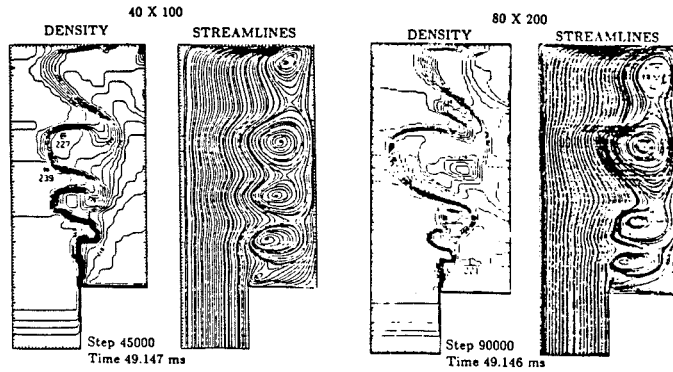 40 X 100
DENSITY
STREAMLINES
227
239
Step 45000
Time 49.147 ms
80 X 200
DENSITY
STREAMLINES
Step 90000
Time 49.146 ms